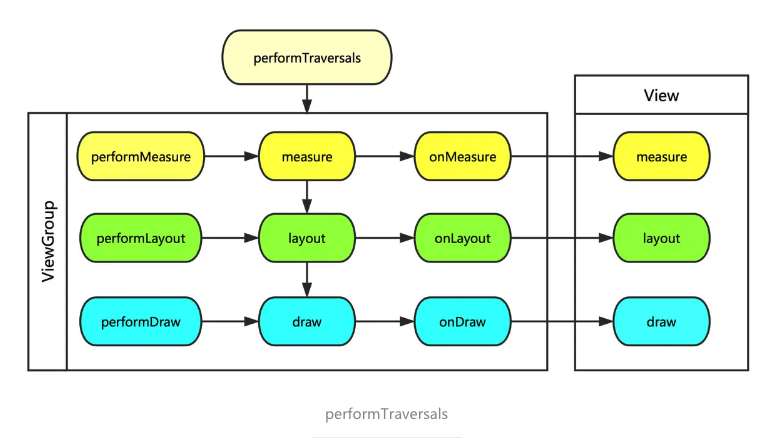 performTraversals
View
ViewGroup
performMeasure
measure
onMeasure
measure
performLayout
layout
onLayout
layout
performDraw
draw
onDraw
draw
performTraversals